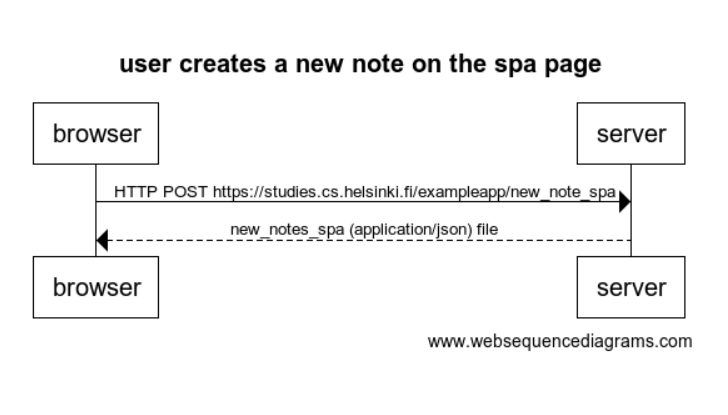 user creates a new note on the spa page
browser
server
HTTP POST https://studies.cs.helsinki.fi/exampleapp/new_note_spa
new_notes_spa (application/json) file
browser
server
www.websequencediagrams.com